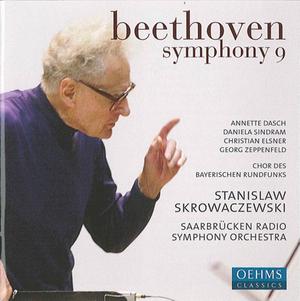 beethoven
symphony 9
ANNETTE DASCH
DANIELA SINDRAM
CHRISTIAN ELSNER
GEORG ZEPPENFELD
CHOR DES
BAYERISCHEN RUNDFUNKS
STANISLAW
SKROWACZEWSKI
SAARBRÜCKEN RADIO
SYMPHONY ORCHESTRA
OEHMS
CLASSICS